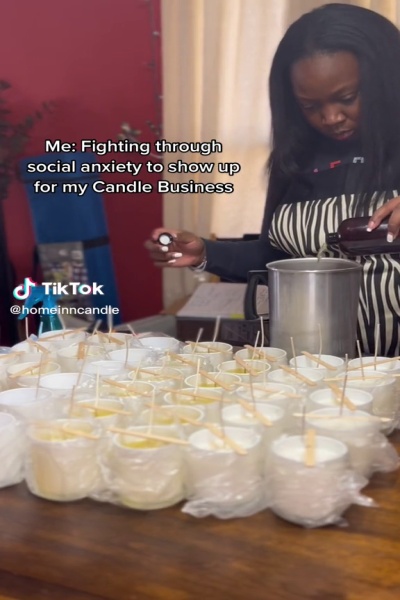 Me: Fighting through
social anxiety to show up
for my Candle Business
TikTok
@homeinncandle